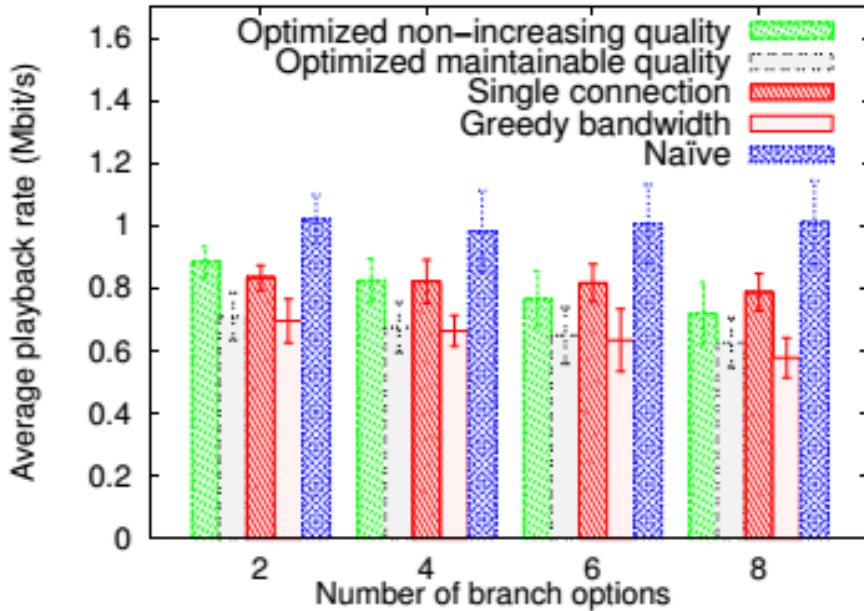 Average playback rate (Mbit/s)
1.6
1.4
1.2
1
0.8
0.6
0.4
0.2
0
Optimized non-increasing quality
Optimized maintainable quality
Single connection
Greedy bandwidth
Naïve
2 4 6 8
Number of branch options